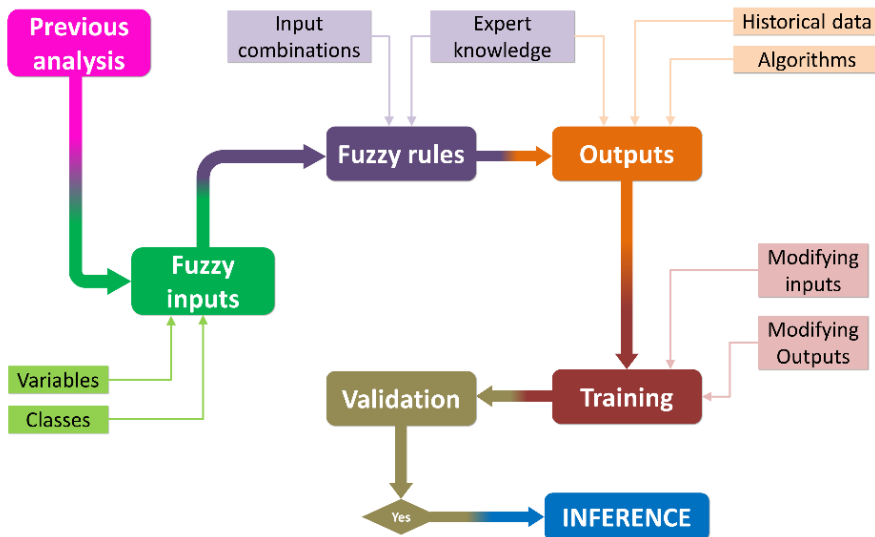 Previous
analysis
Input
combinations
Expert
knowledge
Historical data
Algorithms
Fuzzy rules
Outputs
Fuzzy
inputs
Modifying
inputs
Modifying
Outputs
Variables
Classes
Validation
Training
Yes
INFERENCE